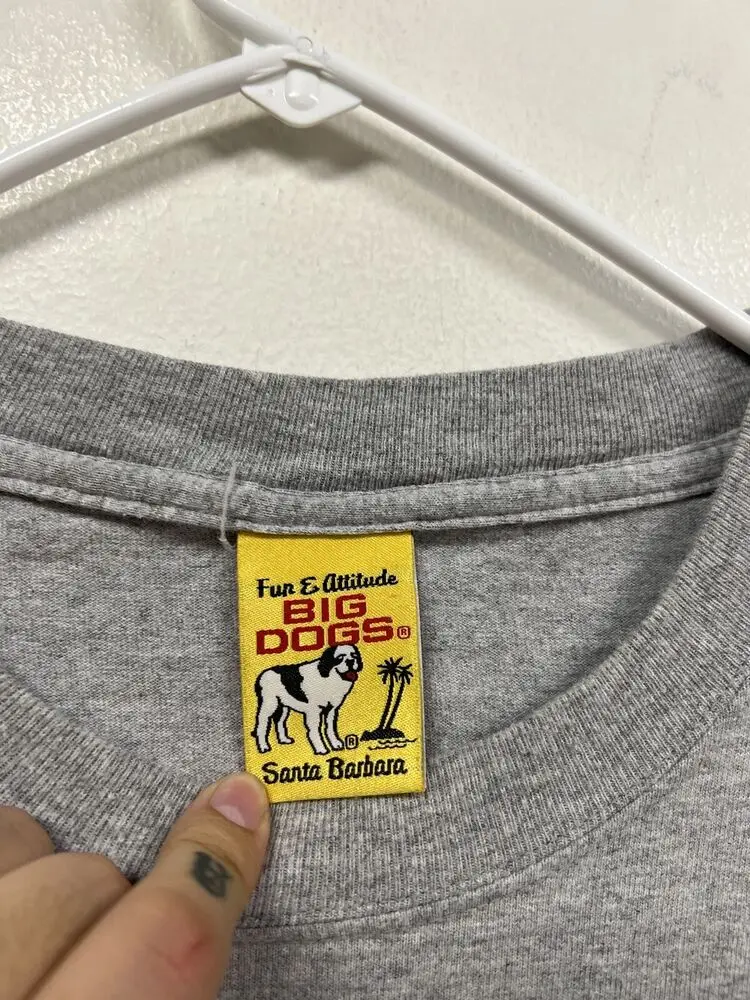 Fun & Attitude
BIG
DOGS®
®
Santa Barbara